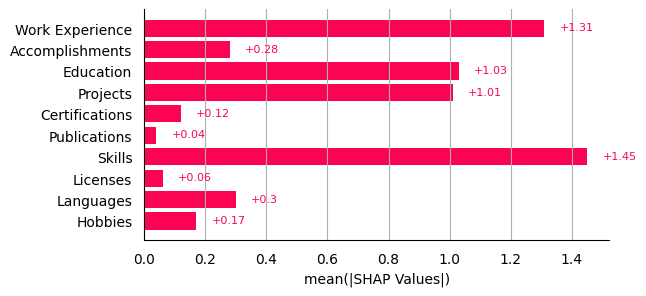 Work Experience +1.31
Accomplishments +0.28
Education +1.03
Projects +1.01
Certifications +0.12
Publications +0.04
Skills +1.45
Licenses +0.06
Languages +0.3
Hobbies +0.17
0.0 0.2 0.4 0.6 0.8 1.0 1.2 1.4
mean(|SHAP Values|)